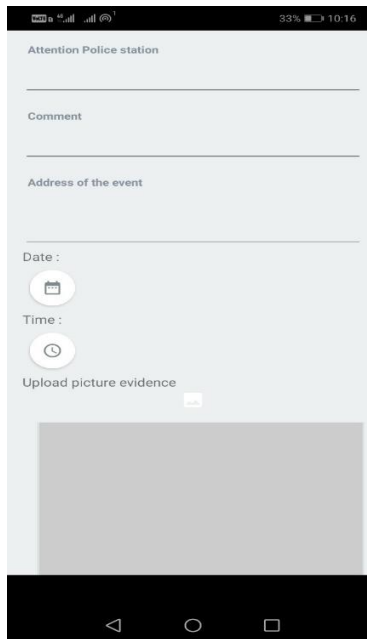 33% 10:16
Attention Police station
Comment
Address of the event
Date :
Time :
Upload picture evidence